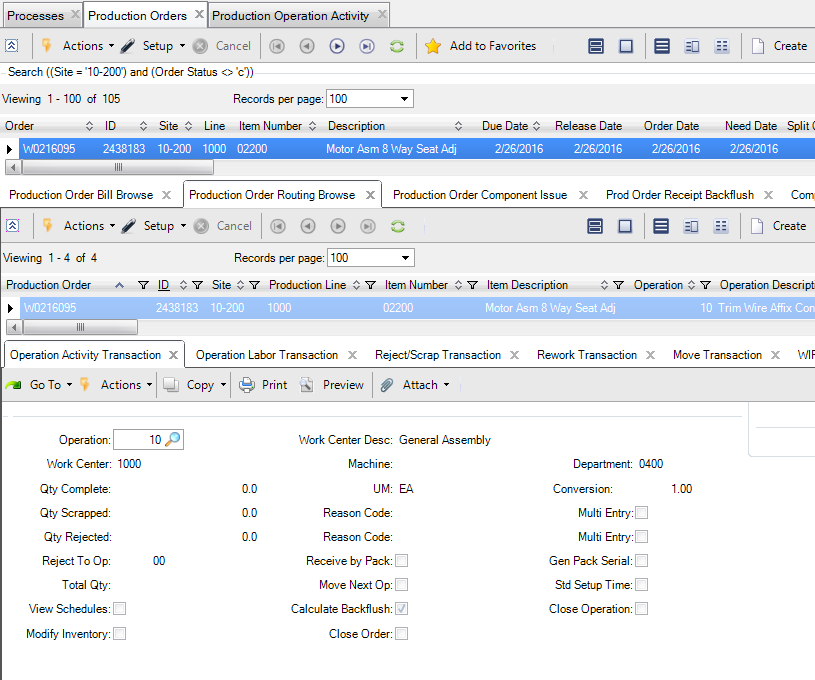 Processes Production Orders Production Operation Activity
Actions Setup Cancel Add to Favorites Create
Search ((Site = '10-200') and (Order Status <> 'c'))
Viewing 1 - 100 of 105 Records per page: 100
Order ID Site Line Item Number Description Due Date Release Date Order Date Need Date Split
W0216095 2438183 10-200 1000 02200 Motor Asm 8 Way Seat Adj 2/26/2016 2/26/2016 2/26/2016 2/26/2016
Production Order Bill Browse Production Order Routing Browse Production Order Component Issue Prod Order Receipt Backflush Com
Actions Setup Cancel Create
Viewing 1 - 4 of 4 Records per page: 100
Production Order ID Site Production Line Item Number Item Description Operation Operation Descripti
W0216095 2438183 10-200 1000 02200 Motor Asm 8 Way Seat Adj 10 Trim Wire Affix Con
Operation Activity Transaction Operation Labor Transaction Reject/Scrap Transaction Rework Transaction Move Transaction WIP
Go To Actions Copy Print Preview Attach
Operation: 10 Work Center Desc: General Assembly
Work Center: 1000 Machine: Department: 0400
Qty Complete: 0.0 UM: EA Conversion: 1.00
Qty Scrapped: 0.0 Reason Code: Multi Entry:
Qty Rejected: 0.0 Reason Code: Multi Entry:
Reject To Op: 00 Receive by Pack: Gen Pack Serial:
Total Qty: Move Next Op: Std Setup Time:
View Schedules: Calculate Backflush: Close Operation:
Modify Inventory: Close Order: